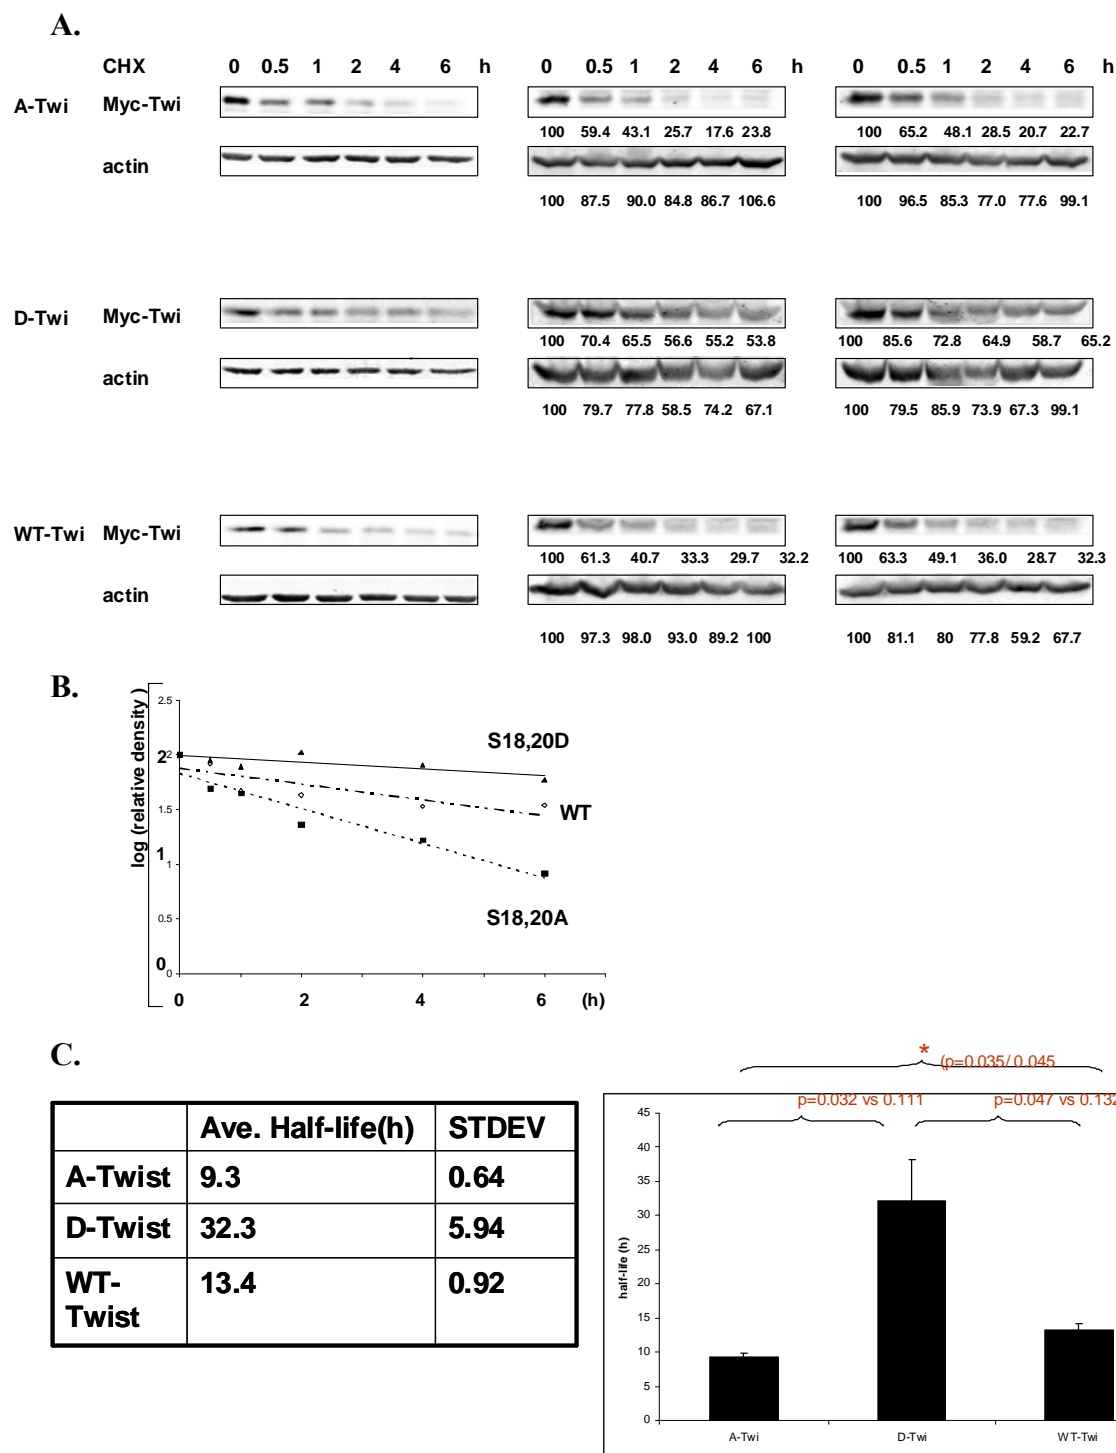 A.
CHX 0 0.5 1 2 4 6 h 0 0.5 1 2 4 6 h 0 0.5 1 2 4 6 h
A-Twi Myc-Twi
100 59.4 43.1 25.7 17.6 23.8 100 65.2 48.1 28.5 20.7 22.7
actin
100 87.5 90.0 84.8 86.7 106.6 100 96.5 85.3 77.0 77.6 99.1
D-Twi Myc-Twi
100 70.4 65.5 56.6 55.2 53.8 100 85.6 72.8 64.9 58.7 65.2
actin
100 79.7 77.8 58.5 74.2 67.1 100 79.5 85.9 73.9 67.3 99.1
WT-Twi Myc-Twi
100 61.3 40.7 33.3 29.7 32.2 100 63.3 49.1 36.0 28.7 32.3
actin
100 97.3 98.0 93.0 89.2 100 100 81.1 80 77.8 59.2 67.7
B.
log (relative density )
2.5
2 2
1.5
1 1
0.5
0 0
S18,20D
WT
S18,20A
0 2 4 6 (h)
C.
Ave. Half-life(h) STDEV
A-Twist 9.3 0.64
D-Twist 32.3 5.94
WT-
Twist
13.4 0.92
* (p=0.035/ 0.045
p=0.032 vs 0.111 p=0.047 vs 0.132
half-life (h)
45
40
35
30
25
20
15
10
5
0
A-Twi D-Twi WT-Twi